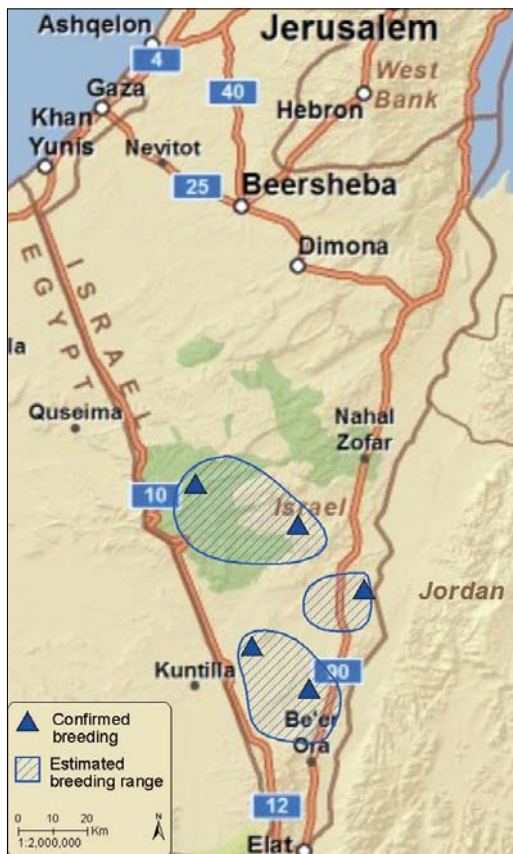 Ashqelon
Jerusalem
4
West
Bank
Gaza
40
Hebron
Khan
Yunis
Nevitot
25
Beersheba
Dimona
ISRAEL
EGYPT
la
Quseima
Nahal
Zofar
10
Israel
Jordan
Kuntilla
90
Be'er
Ora
12
Elat
Confirmed
breeding
Estimated
breeding range
0 10 20
Km
1:2,000,000
N